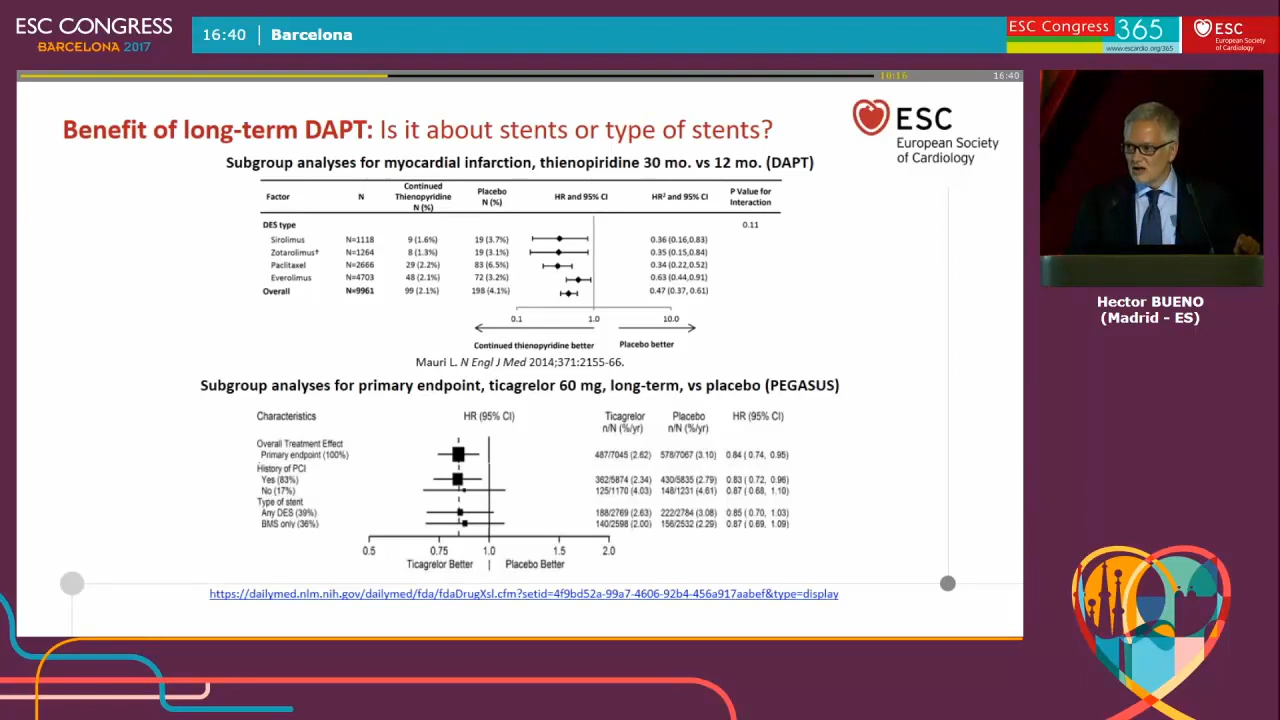 ESC CONGRESS
BARCELONA 2017
16:40 | Barcelona
ESC Congress 365
www.escardio.org/365
ESC
European Society
of Cardiology
10:16
16:40
Benefit of long-term DAPT: Is it about stents or type of stents?
ESC
European Society
of Cardiology
Subgroup analyses for myocardial infarction, thienopiridine 30 mo. vs 12 mo. (DAPT)
Factor N Continued Thienopyridine N (%) Placebo N (%) HR and 95% CI HR² and 95% CI P Value for Interaction
DES type 0.11
Sirolimus N=1118 9 (1.6%) 19 (3.7%) 0.36 (0.16,0.83)
Zotarolimus† N=1264 8 (1.3%) 19 (3.1%) 0.35 (0.15,0.84)
Paclitaxel N=2666 29 (2.2%) 83 (6.5%) 0.34 (0.22,0.52)
Everolimus N=4703 48 (2.1%) 72 (3.2%) 0.63 (0.44,0.91)
Overall N=9961 99 (2.1%) 198 (4.1%) 0.47 (0.37, 0.61)
0.1 1.0 10.0
Continued thienopyridine better Placebo better
Mauri L. N Engl J Med 2014;371:2155-66.
Subgroup analyses for primary endpoint, ticagrelor 60 mg, long-term, vs placebo (PEGASUS)
Characteristics HR (95% CI) Ticagrelor n/N (%/yr) Placebo n/N (%/yr) HR (95% CI)
Overall Treatment Effect
Primary endpoint (100%) 487/7045 (2.62) 578/7067 (3.10) 0.84 (0.74, 0.95)
History of PCI
Yes (83%) 362/5874 (2.34) 430/5835 (2.79) 0.83 (0.72, 0.96)
No (17%) 125/1170 (4.03) 148/1231 (4.61) 0.87 (0.68, 1.10)
Type of stent
Any DES (39%) 188/2769 (2.63) 222/2784 (3.08) 0.85 (0.70, 1.03)
BMS only (36%) 140/2598 (2.00) 156/2532 (2.29) 0.87 (0.69, 1.09)
0.5 0.75 1.0 1.5 2.0
Ticagrelor Better | Placebo Better
https://dailymed.nlm.nih.gov/dailymed/fda/fdaDrugXsl.cfm?setid=4f9bd52a-99a7-4606-92b4-456a917aabef&type=display
Hector BUENO
(Madrid - ES)